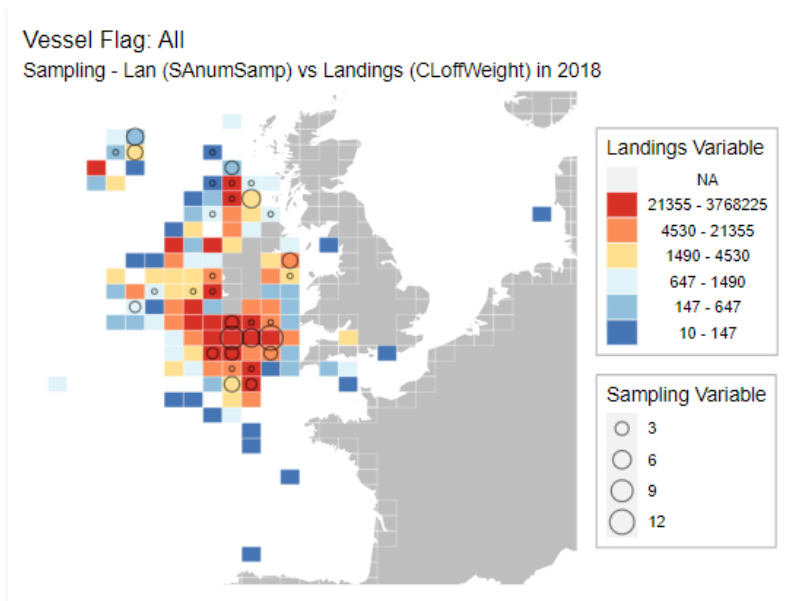 Vessel Flag: All
Sampling - Lan (SAnumSamp) vs Landings (CLoffWeight) in 2018
Landings Variable
NA
21355 - 3768225
4530 - 21355
1490 - 4530
647 - 1490
147 - 647
10 - 147
Sampling Variable
3
6
9
12